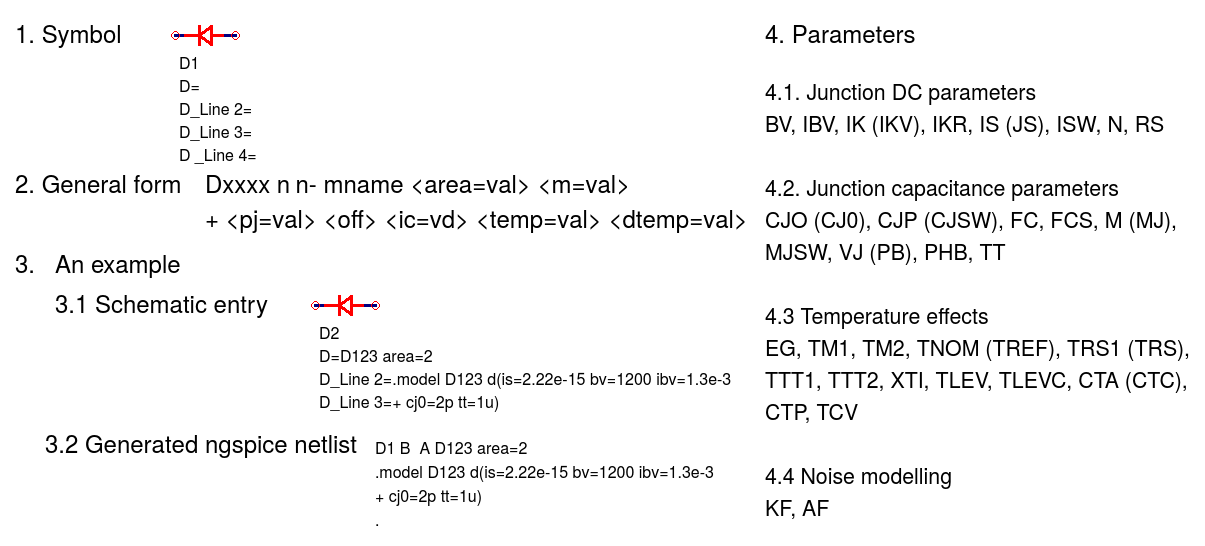 1. Symbol
D1
D=
D_Line 2=
D_Line 3=
D _Line 4=
2. General form Dxxxx n n- mname <area=val> <m=val>
+ <pj=val> <off> <ic=vd> <temp=val> <dtemp=val>
3. An example
3.1 Schematic entry
D2
D=D123 area=2
D_Line 2=.model D123 d(is=2.22e-15 bv=1200 ibv=1.3e-3
D_Line 3=+ cj0=2p tt=1u)
3.2 Generated ngspice netlist
D1 B A D123 area=2
.model D123 d(is=2.22e-15 bv=1200 ibv=1.3e-3
+ cj0=2p tt=1u)
.
4. Parameters
4.1. Junction DC parameters
BV, IBV, IK (IKV), IKR, IS (JS), ISW, N, RS
4.2. Junction capacitance parameters
CJO (CJ0), CJP (CJSW), FC, FCS, M (MJ),
MJSW, VJ (PB), PHB, TT
4.3 Temperature effects
EG, TM1, TM2, TNOM (TREF), TRS1 (TRS),
TTT1, TTT2, XTI, TLEV, TLEVC, CTA (CTC),
CTP, TCV
4.4 Noise modelling
KF, AF